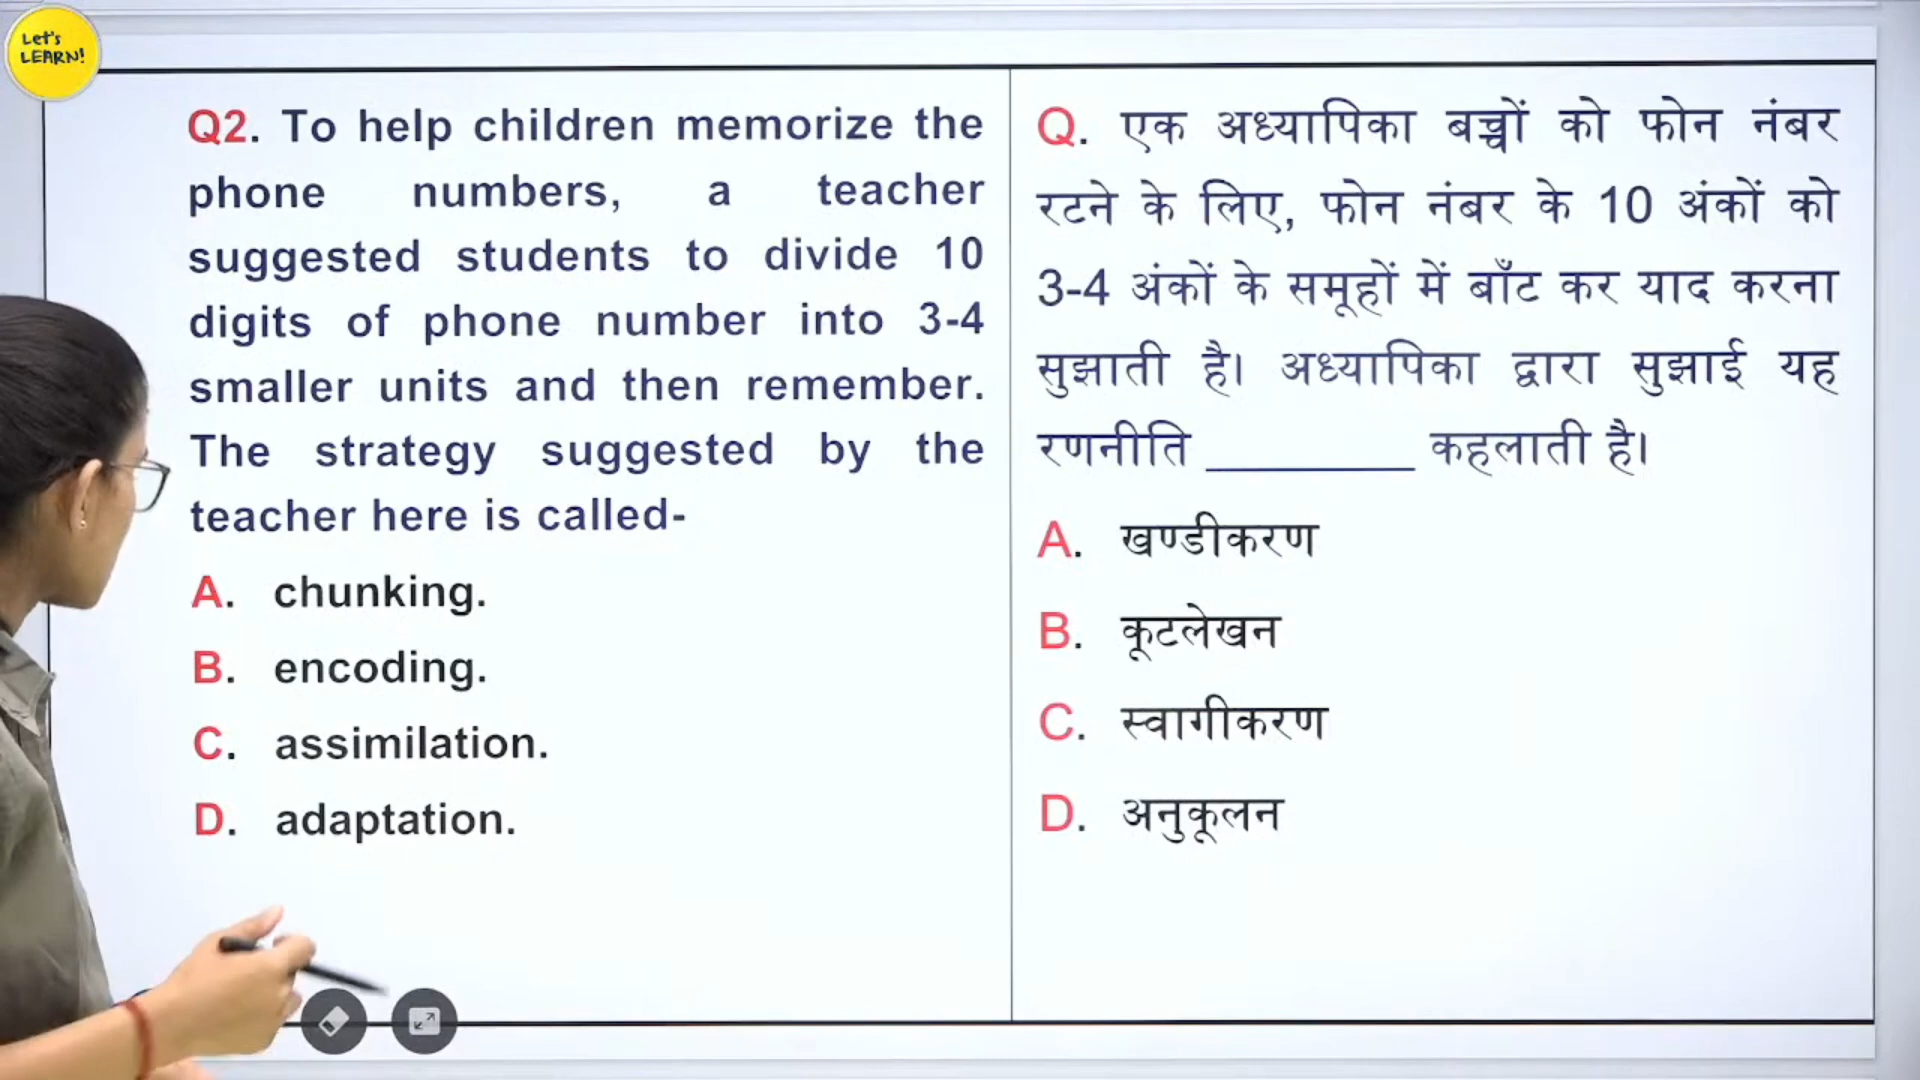 Let's
LEARN!
Q2. To help children memorize the
phone numbers, a teacher
suggested students to divide 10
digits of phone number into 3-4
smaller units and then remember.
The strategy suggested by the
teacher here is called-
A. chunking.
B. encoding.
C. assimilation.
D. adaptation.
Q. एक अध्यापिका बच्चों को फोन नंबर
रटने के लिए, फोन नंबर के 10 अंकों को
3-4 अंकों के समूहों में बाँट कर याद करना
सुझाती है। अध्यापिका द्वारा सुझाई यह
रणनीति ________ कहलाती है।
A. खण्डीकरण
B. कूटलेखन
C. स्वागीकरण
D. अनुकूलन